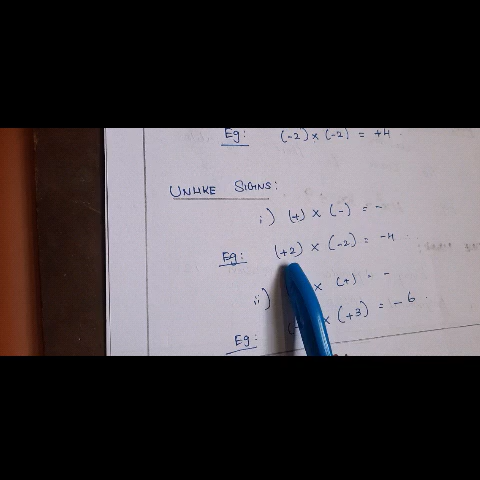 Eg: (-2) × (-2) = +4
UNLIKE SIGNS:
i) (+) × (-) = -
Eg: (+2) × (-2) = -4
ii) × (+) = -
Eg: × (+3) = -6.